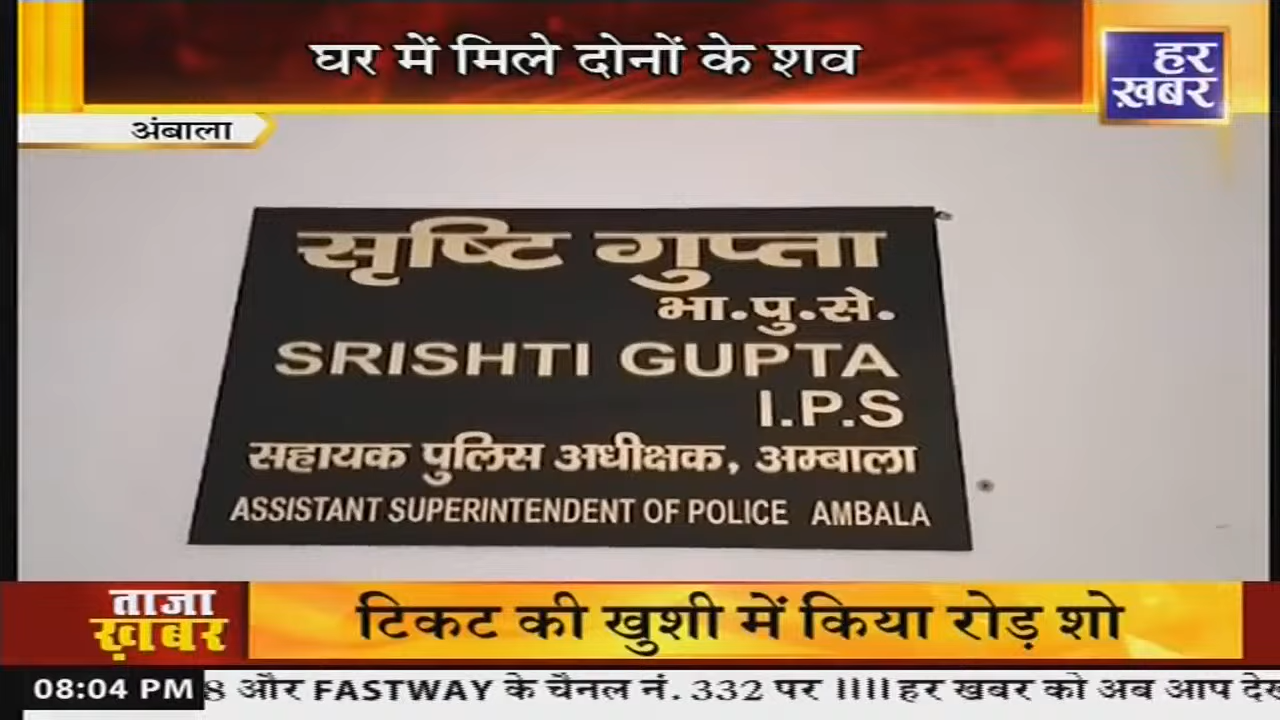 घर में मिले दोनों के शव
हर
ख़बर
अंबाला
सृष्टि गुप्ता
भा.पु.से.
SRISHTI GUPTA
I.P.S
सहायक पुलिस अधीक्षक, अम्बाला
ASSISTANT SUPERINTENDENT OF POLICE AMBALA
ताजा
ख़बर
टिकट की खुशी में किया रोड़ शो
08:04 PM
8 और FASTWAY के चैनल नं. 332 पर ||||हर खबर को अब आप